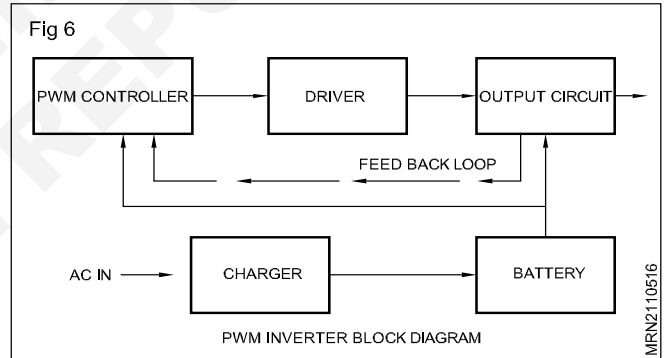 Fig 6
PWM CONTROLLER
DRIVER
OUTPUT CIRCUIT
FEED BACK LOOP
AC IN
CHARGER
BATTERY
PWM INVERTER BLOCK DIAGRAM
MRN2110516